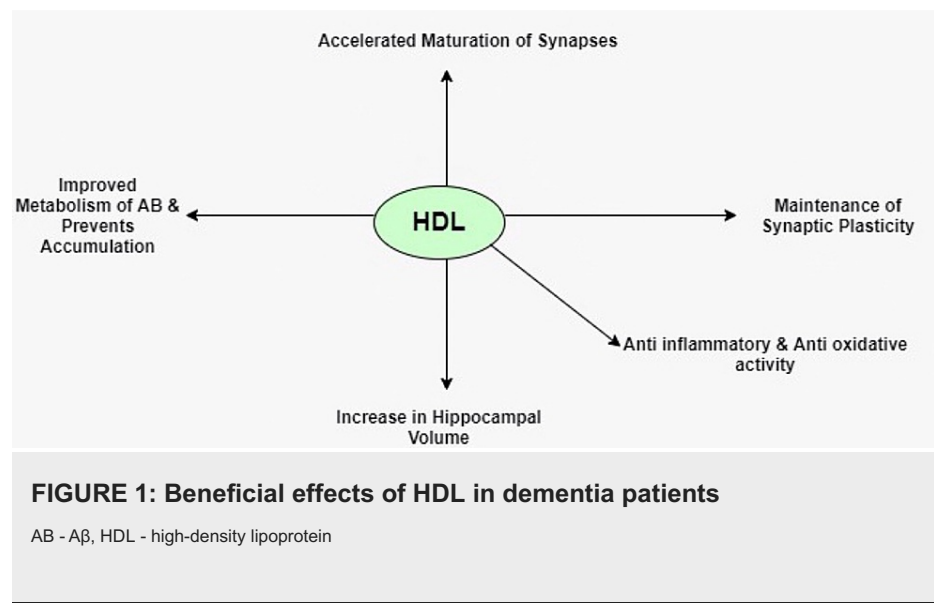 Accelerated Maturation of Synapses
Improved
Metabolism of AB &
Prevents
Accumulation
HDL
Maintenance of
Synaptic Plasticity
Anti inflammatory & Anti oxidative
activity
Increase in Hippocampal
Volume
FIGURE 1: Beneficial effects of HDL in dementia patients
AB - Aβ, HDL - high-density lipoprotein